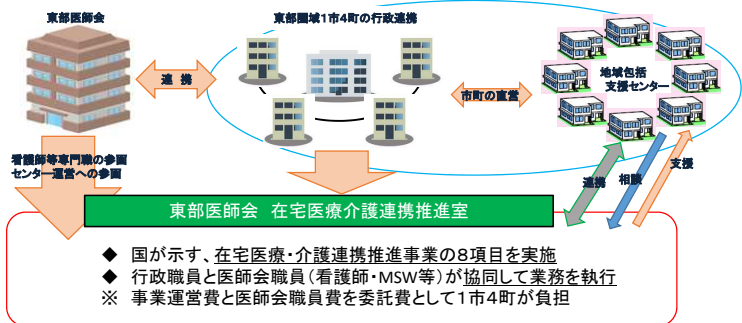 東部医師会
東部圏域1市4町の行政連携
地域包括
支援センター
連 携
市町の直営
看護師等専門職の参画
センター運営への参画
連携
相談
支援
東部医師会 在宅医療介護連携推進室
◆ 国が示す、在宅医療・介護連携推進事業の8項目を実施
◆ 行政職員と医師会職員(看護師・MSW等)が協同して業務を執行
※ 事業運営費と医師会職員費を委託費として1市4町が負担